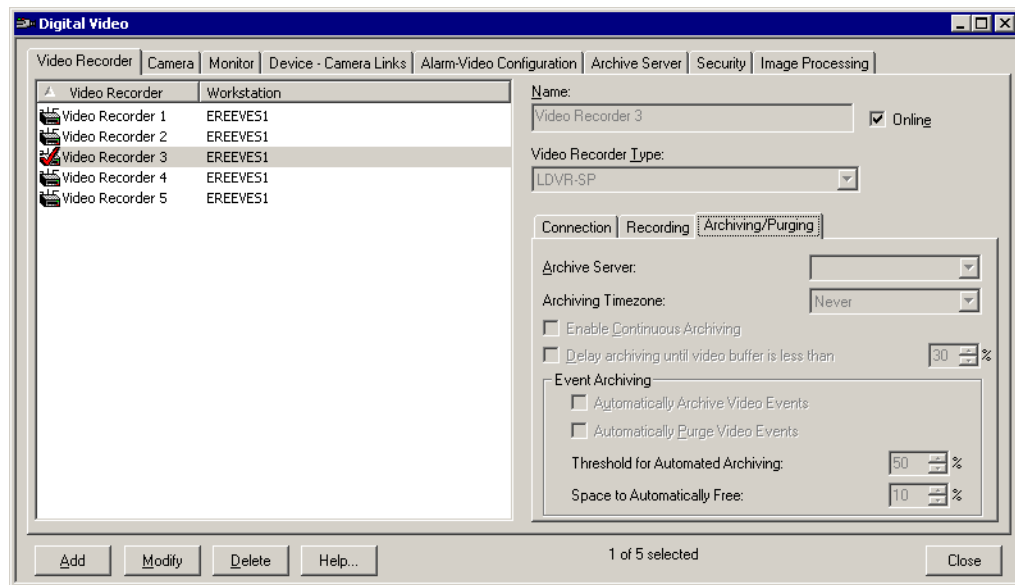 Digital Video
Video Recorder Camera Monitor Device - Camera Links Alarm-Video Configuration Archive Server Security Image Processing
Video Recorder Workstation
Video Recorder 1 EREEVES1
Video Recorder 2 EREEVES1
Video Recorder 3 EREEVES1
Video Recorder 4 EREEVES1
Video Recorder 5 EREEVES1
Name:
Video Recorder 3
Online
Video Recorder Type:
LDVR-SP
Connection Recording Archiving/Purging
Archive Server:
Archiving Timezone: Never
Enable Continuous Archiving
Delay archiving until video buffer is less than 30 %
Event Archiving
Automatically Archive Video Events
Automatically Purge Video Events
Threshold for Automated Archiving: 50 %
Space to Automatically Free: 10 %
Add Modify Delete Help... 1 of 5 selected Close